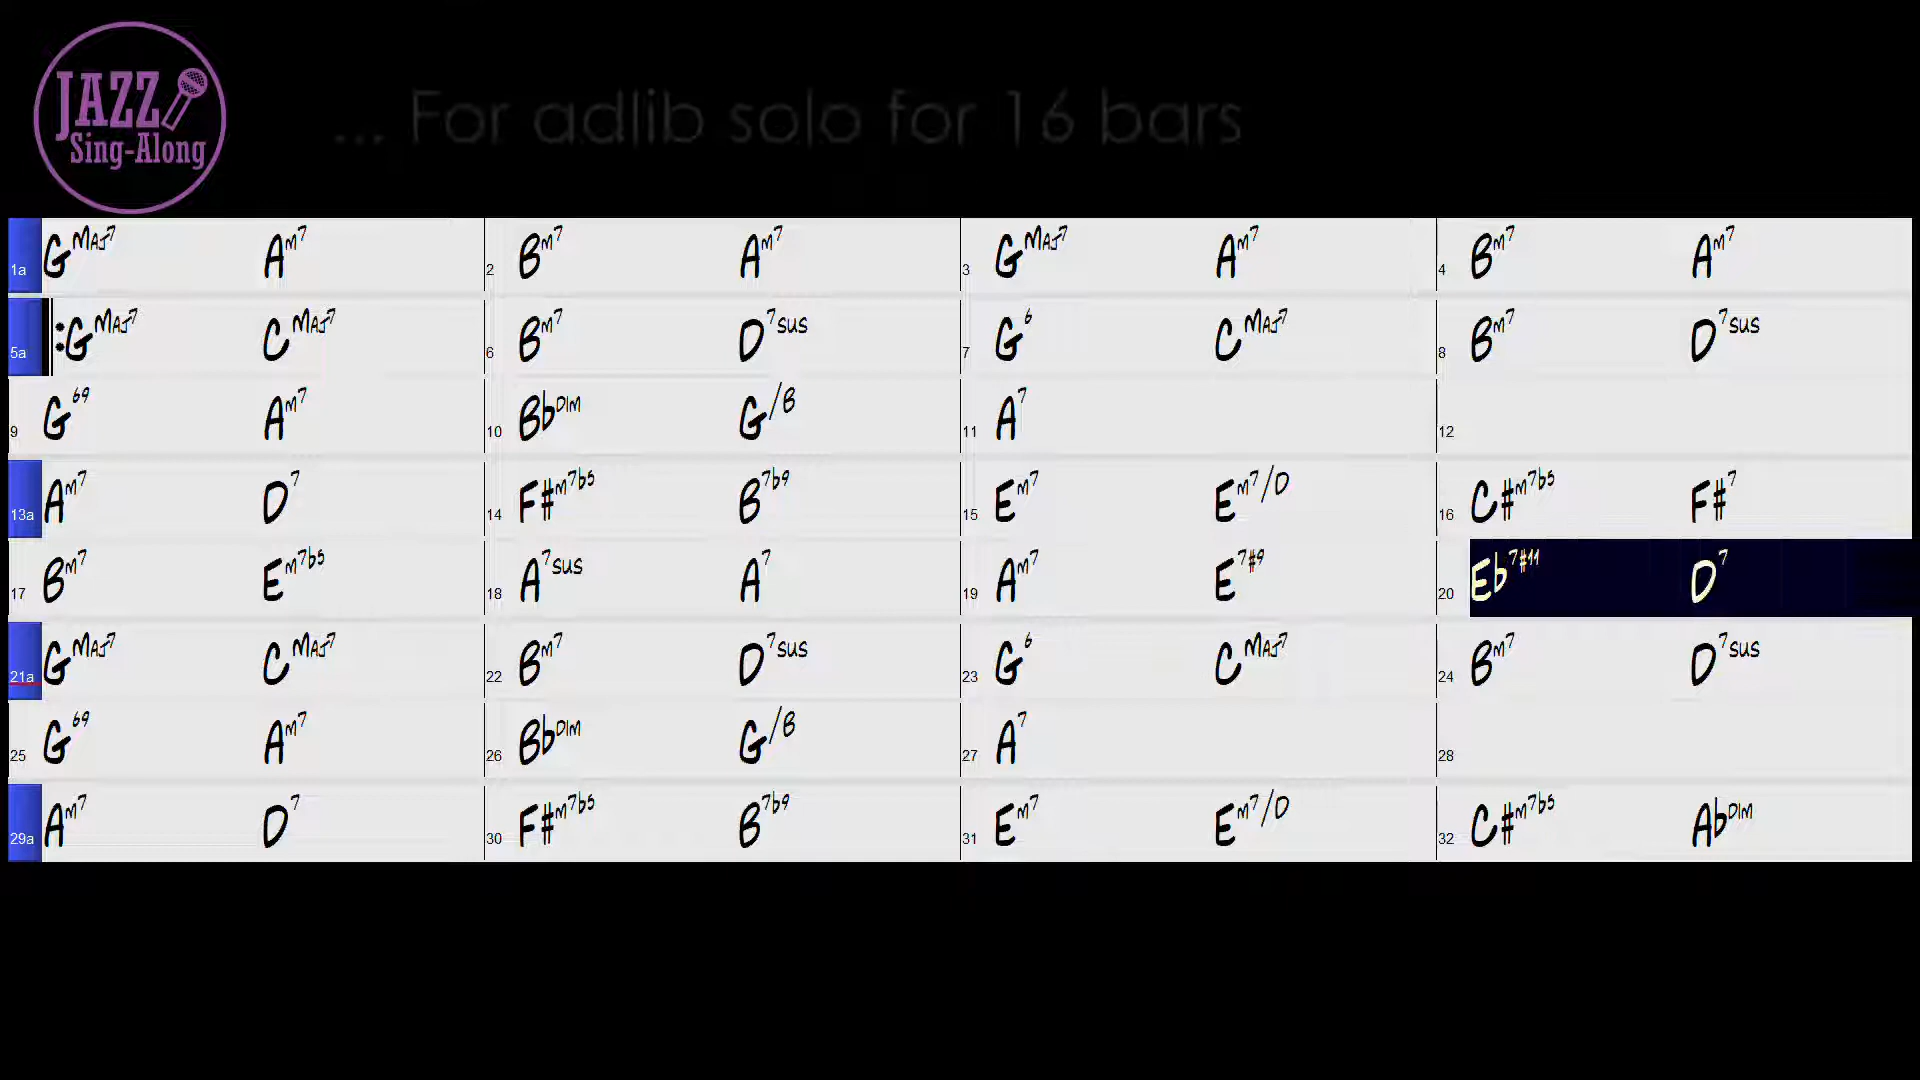 JAZZ
Sing-Along
... For adlib solo for 16 bars
1a GMAJ7 Am7 2 Bm7 Am7 3 GMAJ7 Am7 4 Bm7 Am7
5a GMAJ7 CMAJ7 6 Bm7 D7SUS 7 G6 CMAJ7 8 Bm7 D7SUS
9 G69 Am7 10 BbDIM G/B 11 A7 12
13a Am7 D7 14 F#m7b5 B7b9 15 Em7 Em7/D 16 C#m7b5 F#7
17 Bm7 Em7b5 18 A7SUS A7 19 Am7 E7#9 20 Eb7#11 D7
21a GMAJ7 CMAJ7 22 Bm7 D7SUS 23 G6 CMAJ7 24 Bm7 D7SUS
25 G69 Am7 26 BbDIM G/B 27 A7 28
29a Am7 D7 30 F#m7b5 B7b9 31 Em7 Em7/D 32 C#m7b5 AbDIM